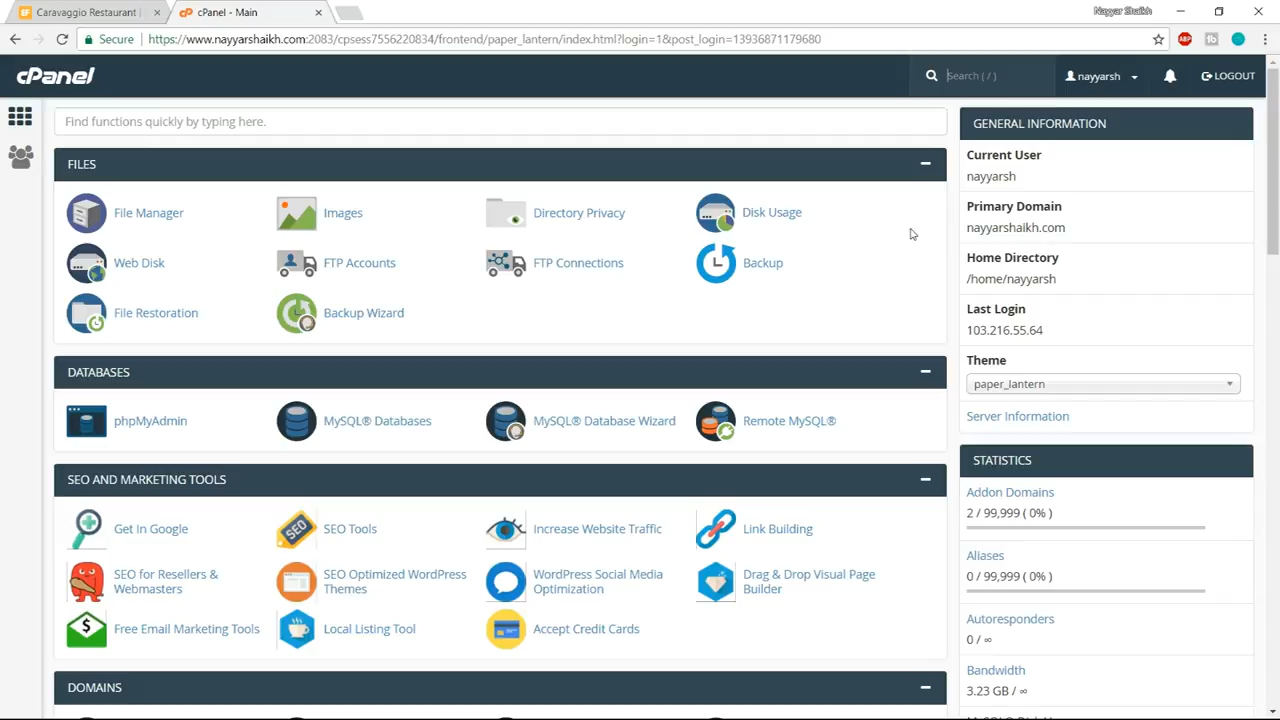 Caravaggio Restaurant |
cPanel - Main
Nayyar Shaikh
Secure
https://www.nayyarshaikh.com:2083/cpsess7556220834/frontend/paper_lantern/index.html?login=1&post_login=13936871179680
ABP
cPanel
Search ( / )
nayyarsh
LOGOUT
Find functions quickly by typing here.
FILES
File Manager
Images
Directory Privacy
Disk Usage
Web Disk
FTP Accounts
FTP Connections
Backup
File Restoration
Backup Wizard
DATABASES
phpMyAdmin
MySQL® Databases
MySQL® Database Wizard
Remote MySQL®
SEO AND MARKETING TOOLS
Get in Google
SEO
SEO Tools
Increase Website Traffic
Link Building
SEO for Resellers &
Webmasters
SEO Optimized WordPress
Themes
WordPress Social Media
Optimization
Drag & Drop Visual Page
Builder
Free Email Marketing Tools
Local Listing Tool
Accept Credit Cards
DOMAINS
GENERAL INFORMATION
Current User
nayyarsh
Primary Domain
nayyarshaikh.com
Home Directory
/home/nayyarsh
Last Login
103.216.55.64
Theme
paper_lantern
Server Information
STATISTICS
Addon Domains
2 / 99,999 ( 0% )
Aliases
0 / 99,999 ( 0% )
Autoresponders
0 / ∞
Bandwidth
3.23 GB / ∞